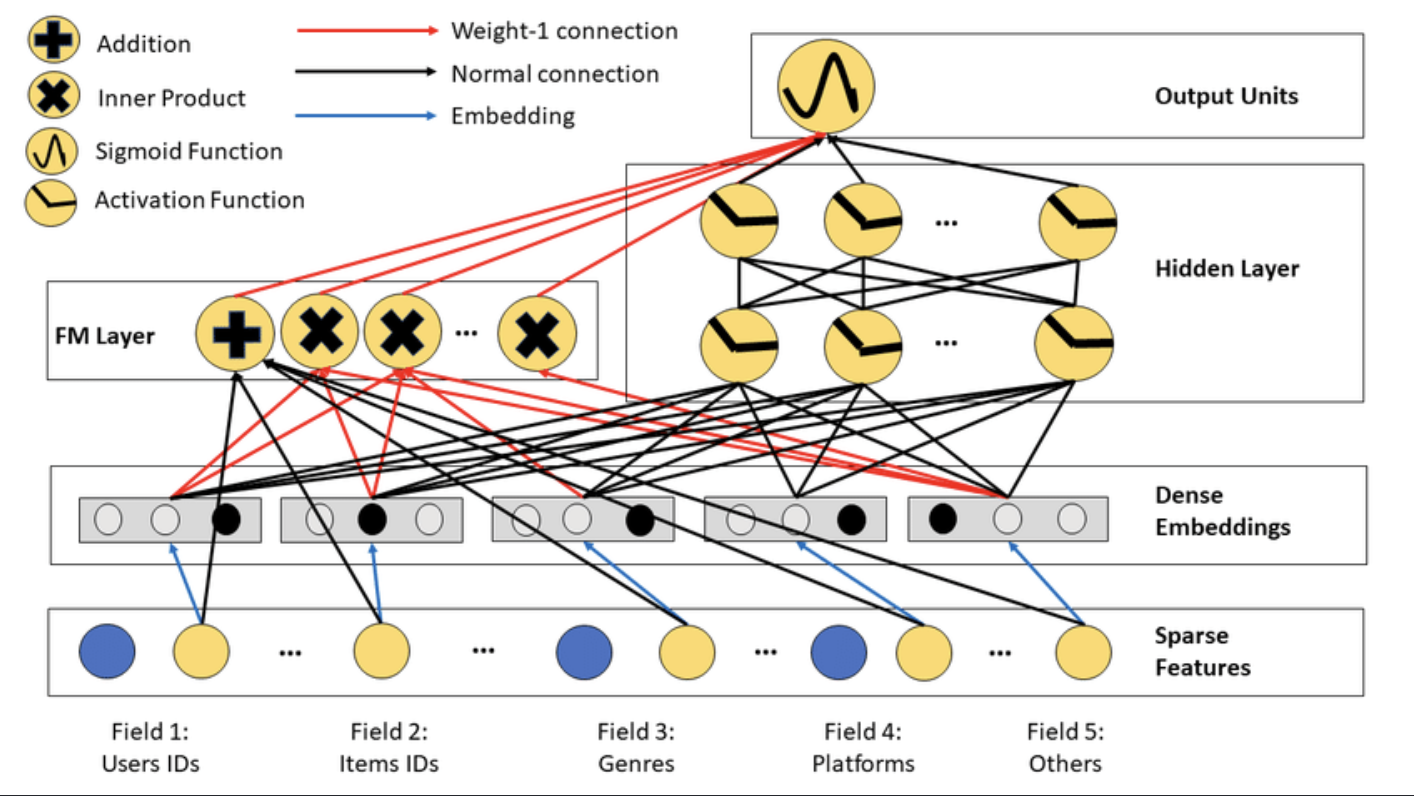 Addition
Inner Product
Sigmoid Function
Activation Function
Weight-1 connection
Normal connection
Embedding
Output Units
Hidden Layer
FM Layer
...
...
...
Dense
Embeddings
Sparse
Features
...
...
...
...
Field 1:
Users IDs
Field 2:
Items IDs
Field 3:
Genres
Field 4:
Platforms
Field 5:
Others